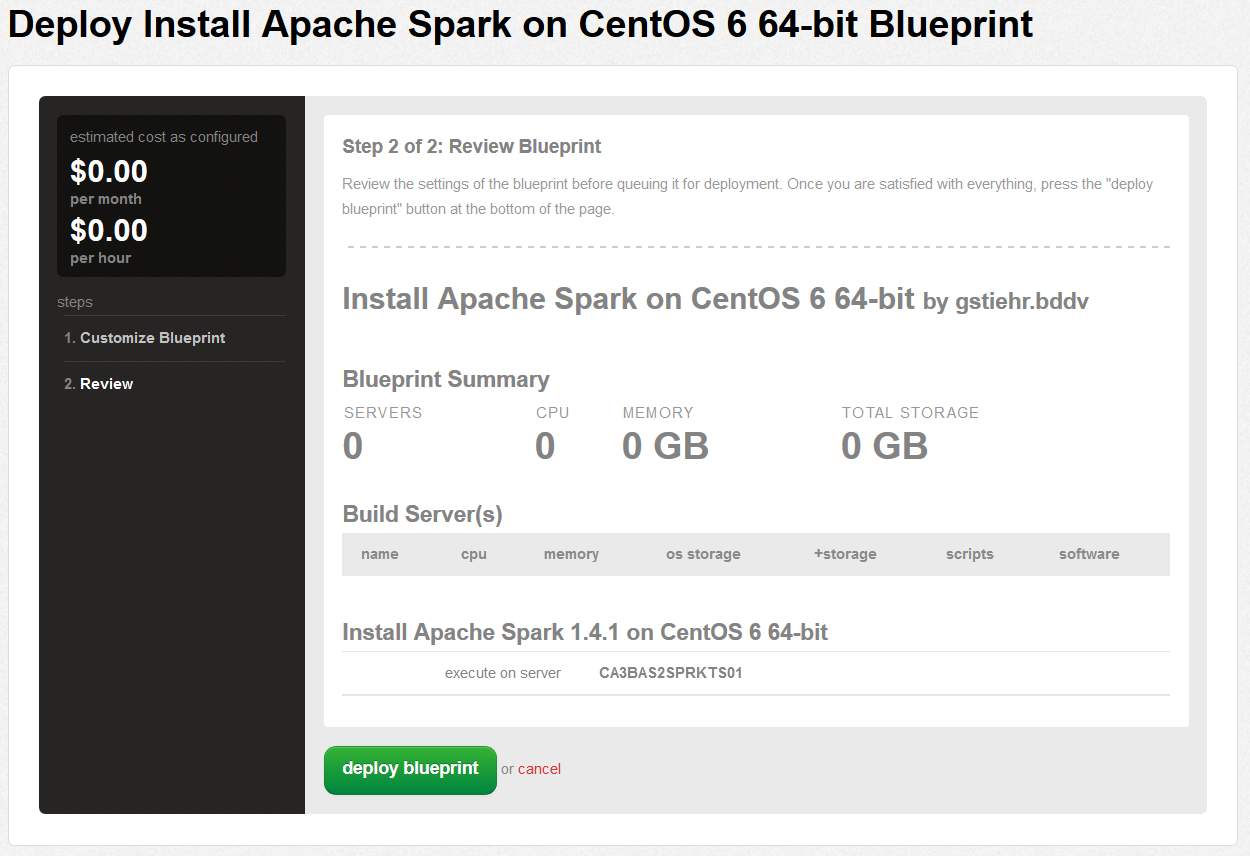 Deploy Install Apache Spark on CentOS 6 64-bit Blueprint
estimated cost as configured
$0.00
per month
$0.00
per hour
steps
1. Customize Blueprint
2. Review
Step 2 of 2: Review Blueprint
Review the settings of the blueprint before queuing it for deployment. Once you are satisfied with everything, press the "deploy
blueprint" button at the bottom of the page.
Install Apache Spark on CentOS 6 64-bit by gstiehr.bddv
Blueprint Summary
SERVERS CPU MEMORY TOTAL STORAGE
0 0 0 GB 0 GB
Build Server(s)
name cpu memory os storage +storage scripts software
Install Apache Spark 1.4.1 on CentOS 6 64-bit
execute on server CA3BAS2SPRKTS01
deploy blueprint or cancel